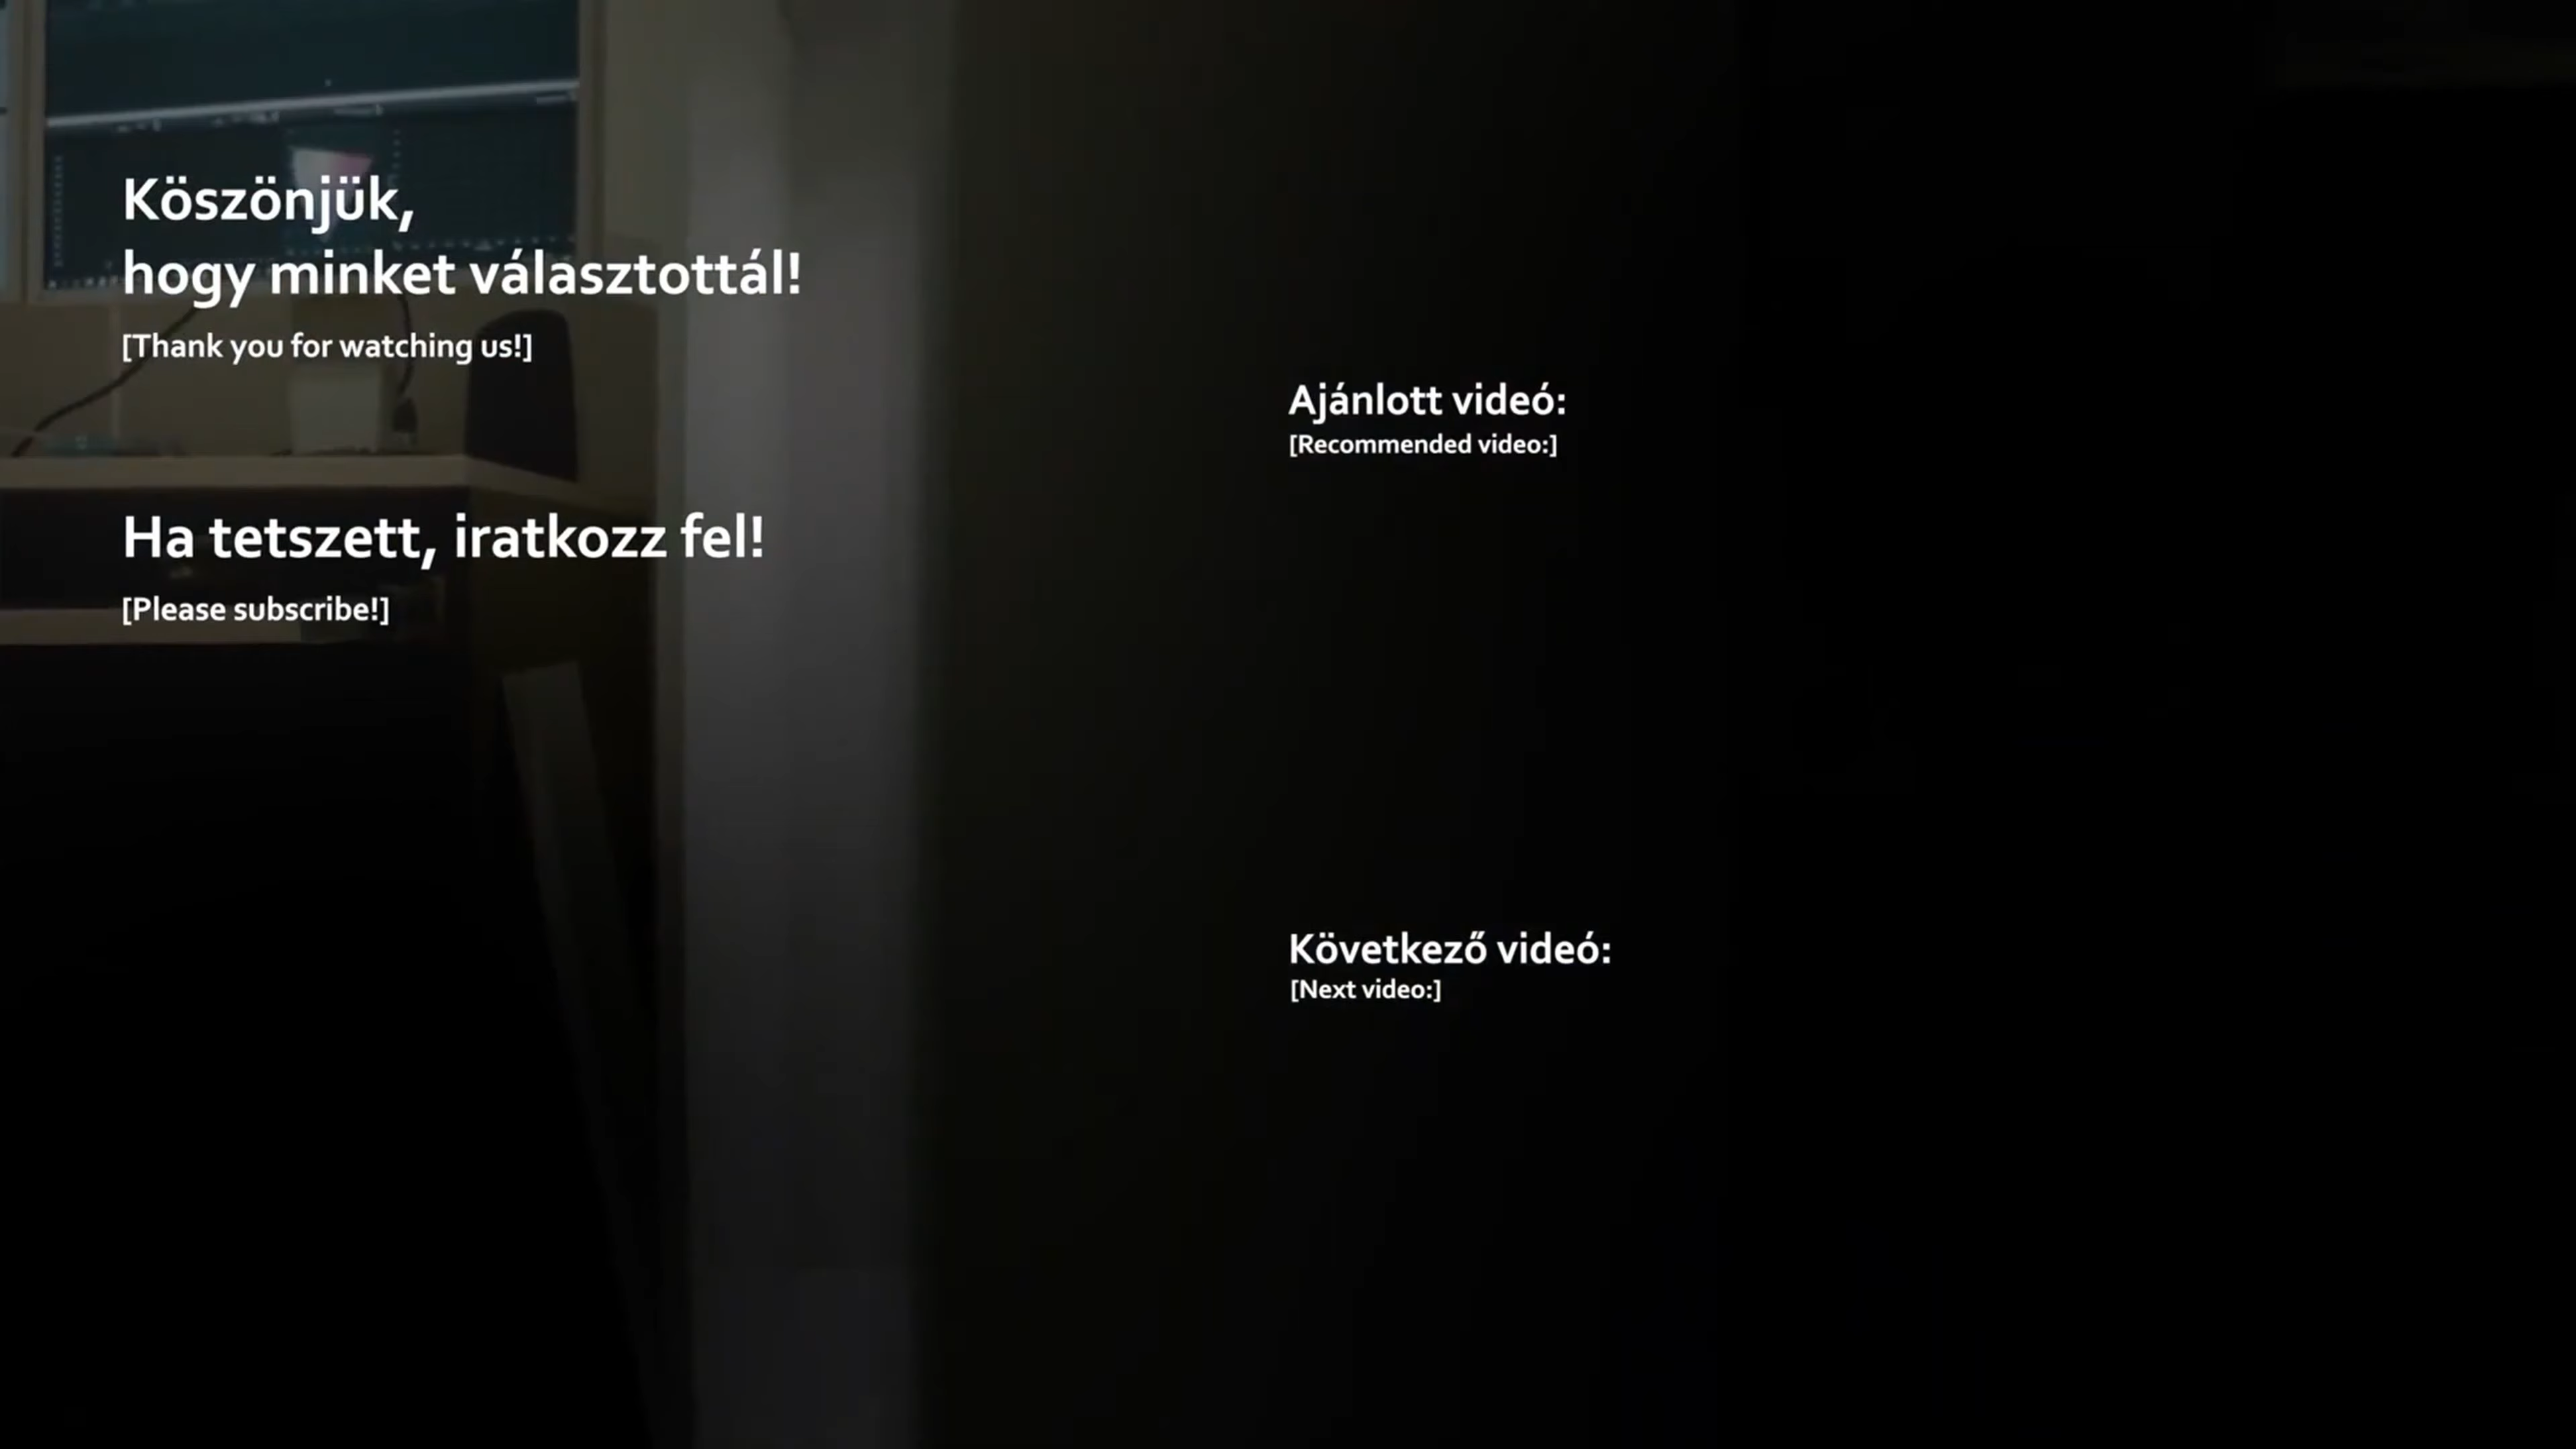 Köszönjük,
hogy minket választottál!
[Thank you for watching us!]
Ha tetszett, iratkozz fel!
[Please subscribe!]
Ajánlott videó:
[Recommended video:]
Következő videó:
[Next video:]